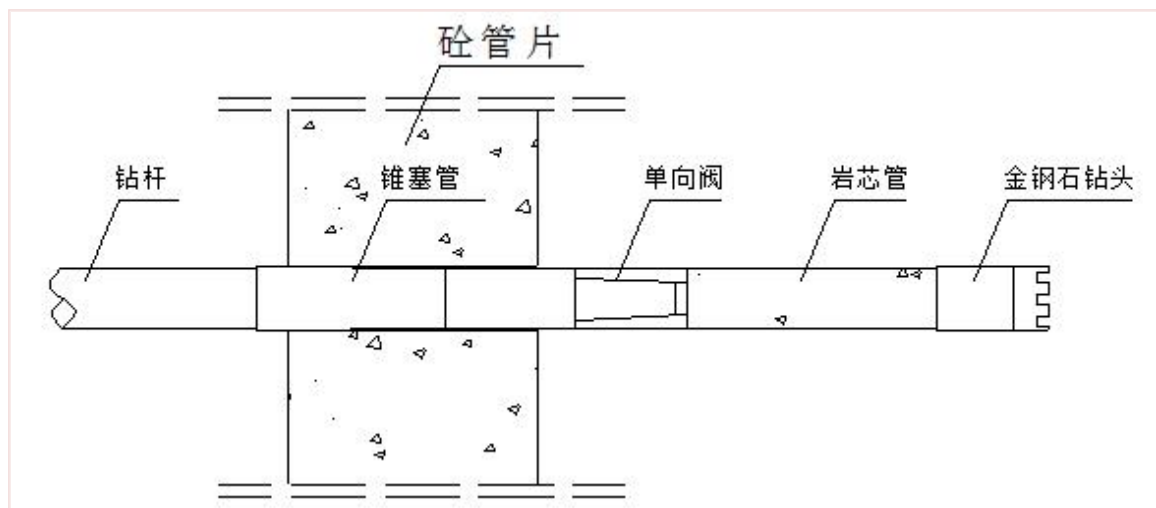 砼管片
钻杆
锥塞管
单向阀
岩芯管
金钢石钻头